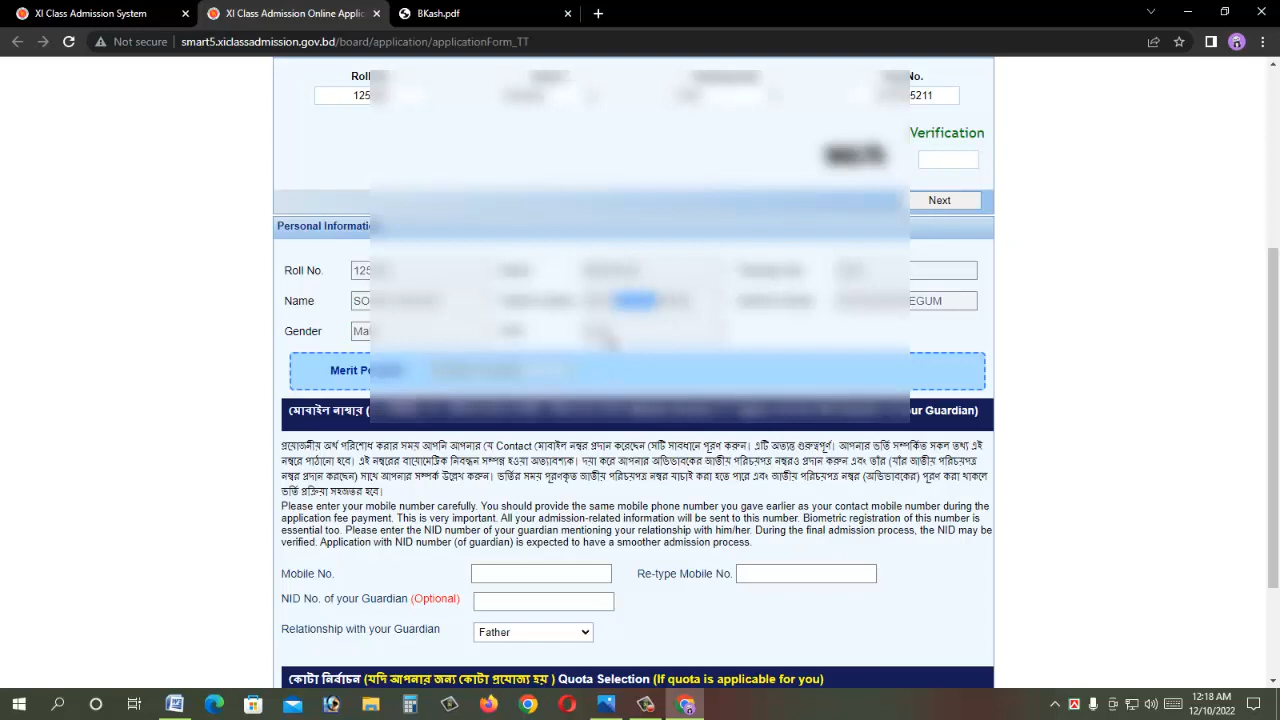 XI Class Admission System
XI Class Admission Online Applic
BKash.pdf
Not secure
smart5.xiclassadmission.gov.bd/board/application/applicationForm_TT
5211
Verification
Next
Roll No.
Name
EGUM
Gender
মোবাইল নাম্বার (
our Guardian)
প্রয়োজনীয় অর্থ পরিশোধ করার সময় আপনি আপনার যে Contact মোবাইল নম্বর প্রদান করেছেন সেটি সাবধানে পূরণ করুন। এটি অত্যন্ত গুরুত্বপূর্ণ। আপনার ভর্তি সম্পর্কিত সকল তথ্য এই
নম্বরে পাঠানো হবে। এই নম্বরের বায়োমেটিক নিবন্ধন সম্পন্ন হওয়া অত্যাবশ্যক। দয়া করে আপনার অভিভাবকের জাতীয় পরিচয়পত্র নম্বরও প্রদান করুন এবং তাঁর (যাঁর জাতীয় পরিচয়পত্র
নম্বর প্রদান করছেন) সাথে আপনার সম্পর্ক উল্লেখ করুন। ভর্তির সময় পূরণকৃত জাতীয় পরিচয়পত্র নম্বর যাচাই করা হতে পারে এবং জাতীয় পরিচয়পত্র নম্বর (অভিভাবকের) পূরণ করা থাকলে
ভর্তি প্রক্রিয়া সহজতর হবে।
Please enter your mobile number carefully. You should provide the same mobile phone number you gave earlier as your contact mobile number during the
application fee payment. This is very important. All your admission-related information will be sent to this number. Biometric registration of this number is
essential too. Please enter the NID number of your guardian mentioning your relationship with him/her. During the final admission process, the NID may be
verified. Application with NID number (of guardian) is expected to have a smoother admission process.
Mobile No.
Re-type Mobile No.
NID No. of your Guardian (Optional)
Relationship with your Guardian
Father
কোটা নির্বাচন (যদি আপনার জন্য কোটা প্রযোজ্য হয় ) Quota Selection (If quota is applicable for you)
12:18 AM
12/10/2022